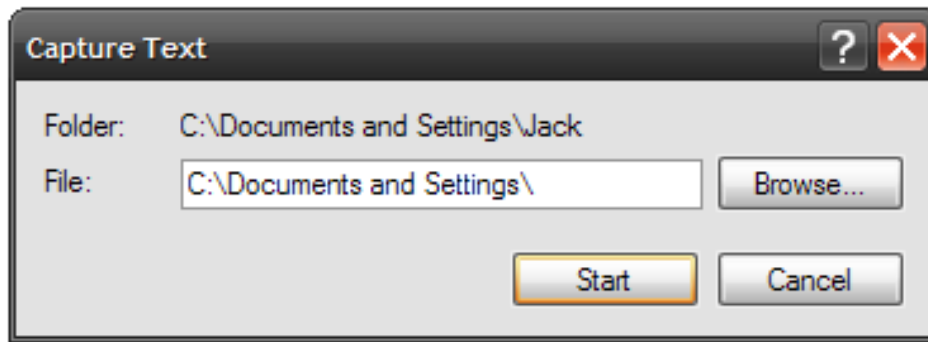 Capture Text
Folder: C:\Documents and Settings\Jack
File: C:\Documents and Settings\ Browse...
Start Cancel